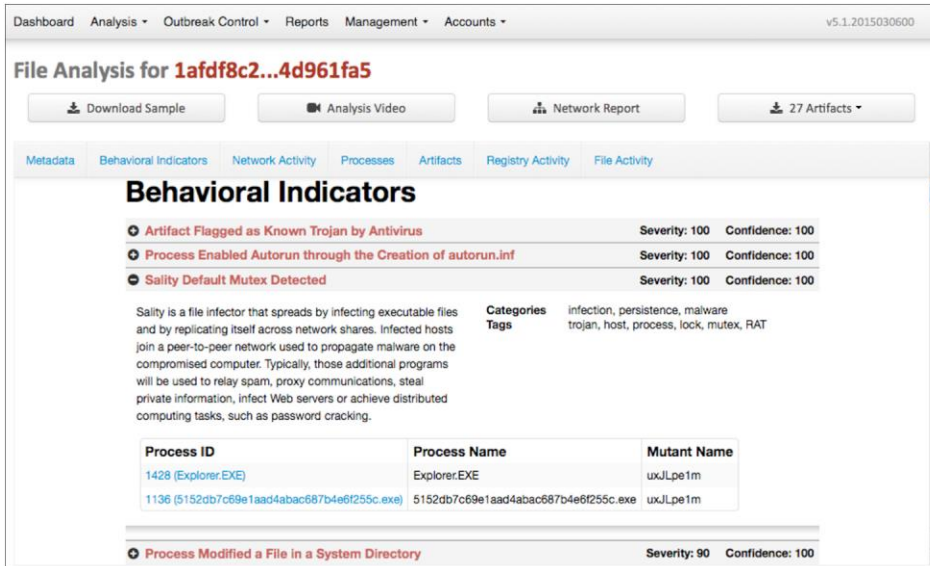 Dashboard Analysis Outbreak Control Reports Management Accounts v5.1.2015030600
File Analysis for 1afdf8c2...4d961fa5
Download Sample Analysis Video Network Report 27 Artifacts
Metadata Behavioral Indicators Network Activity Processes Artifacts Registry Activity File Activity
Behavioral Indicators
Artifact Flagged as Known Trojan by Antivirus Severity: 100 Confidence: 100
Process Enabled Autorun through the Creation of autorun.inf Severity: 100 Confidence: 100
Sality Default Mutex Detected Severity: 100 Confidence: 100
Sality is a file infector that spreads by infecting executable files
and by replicating itself across network shares. Infected hosts
join a peer-to-peer network used to propagate malware on the
compromised computer. Typically, those additional programs
will be used to relay spam, proxy communications, steal
private information, infect Web servers or achieve distributed
computing tasks, such as password cracking.
Categories infection, persistence, malware
Tags trojan, host, process, lock, mutex, RAT
Process ID Process Name Mutant Name
1428 (Explorer.EXE) Explorer.EXE uxJLpe1m
1136 (5152db7c69e1aad4abac687b4e6f255c.exe) 5152db7c69e1aad4abac687b4e6f255c.exe uxJLpe1m
Process Modified a File in a System Directory Severity: 90 Confidence: 100